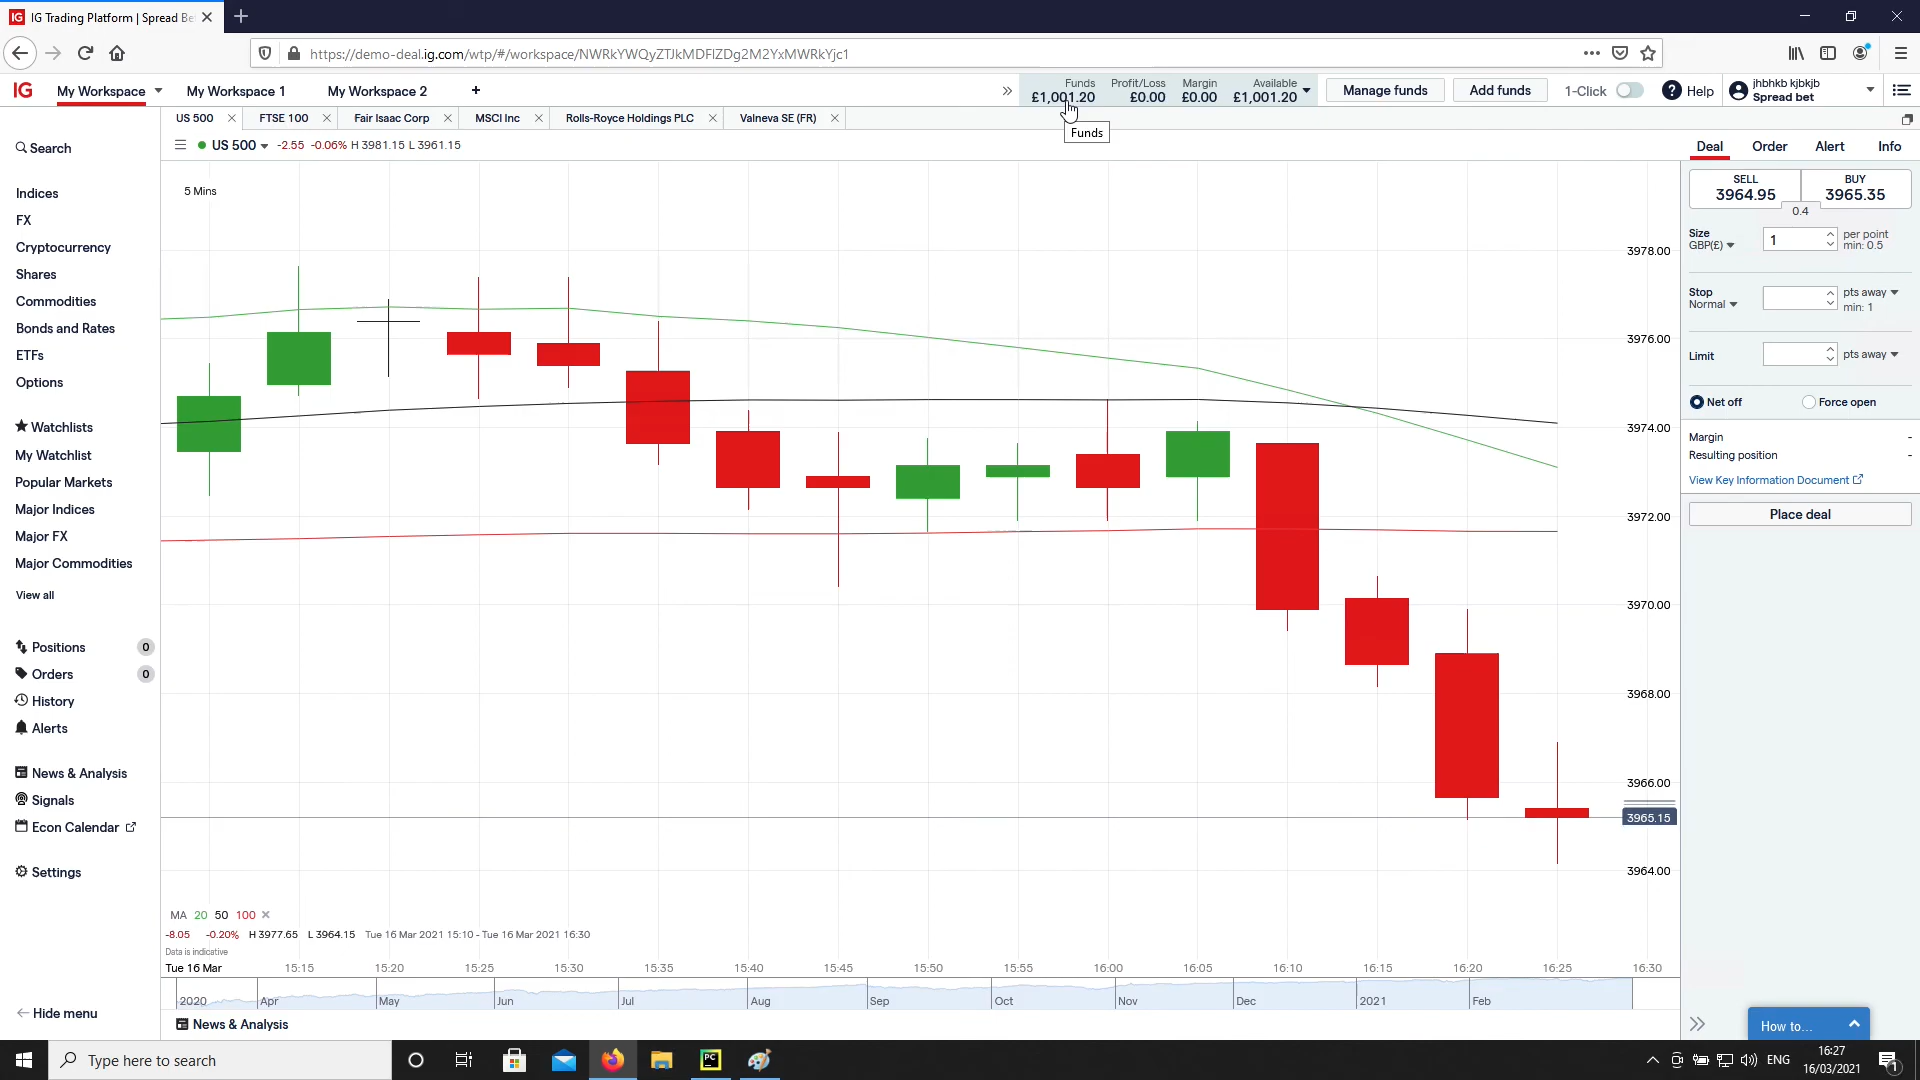 IG Trading Platform | Spread Be
https://demo-deal.ig.com/wtp/#/workspace/NWRkYWQyZTJkMDFlZDg2M2YxMWRkYjc1
IG My Workspace My Workspace 1 My Workspace 2 +
Funds £1,001.20 Profit/Loss £0.00 Margin £0.00 Available £1,001.20
Manage funds Add funds 1-Click Help
jhbhkb kjbkjb
Spread bet
Funds
US 500 FTSE 100 Fair Isaac Corp MSCI Inc Rolls-Royce Holdings PLC Valneva SE (FR)
US 500 -2.55 -0.06% H 3981.15 L 3961.15
5 Mins
Search
Indices
FX
Cryptocurrency
Shares
Commodities
Bonds and Rates
ETFs
Options
Watchlists
My Watchlist
Popular Markets
Major Indices
Major FX
Major Commodities
View all
Positions 0
Orders 0
History
Alerts
News & Analysis
Signals
Econ Calendar
Settings
Hide menu
3978.00
3976.00
3974.00
3972.00
3970.00
3968.00
3966.00
3965.15
3964.00
MA 20 50 100
-8.05 -0.20% H 3977.65 L 3964.15 Tue 16 Mar 2021 15:10 - Tue 16 Mar 2021 16:30
Data is indicative
Tue 16 Mar 15:15 15:20 15:25 15:30 15:35 15:40 15:45 15:50 15:55 16:00 16:05 16:10 16:15 16:20 16:25 16:30
2020 Apr May Jun Jul Aug Sep Oct Nov Dec 2021 Feb
News & Analysis
Deal Order Alert Info
SELL BUY
3964.95 3965.35
0.4
Size 1 per point
GBP(£) min: 0.5
Stop pts away
Normal min: 1
Limit pts away
Net off Force open
Margin -
Resulting position -
View Key Information Document
Place deal
How to...
Type here to search
PC
ENG
16:27
16/03/2021
1